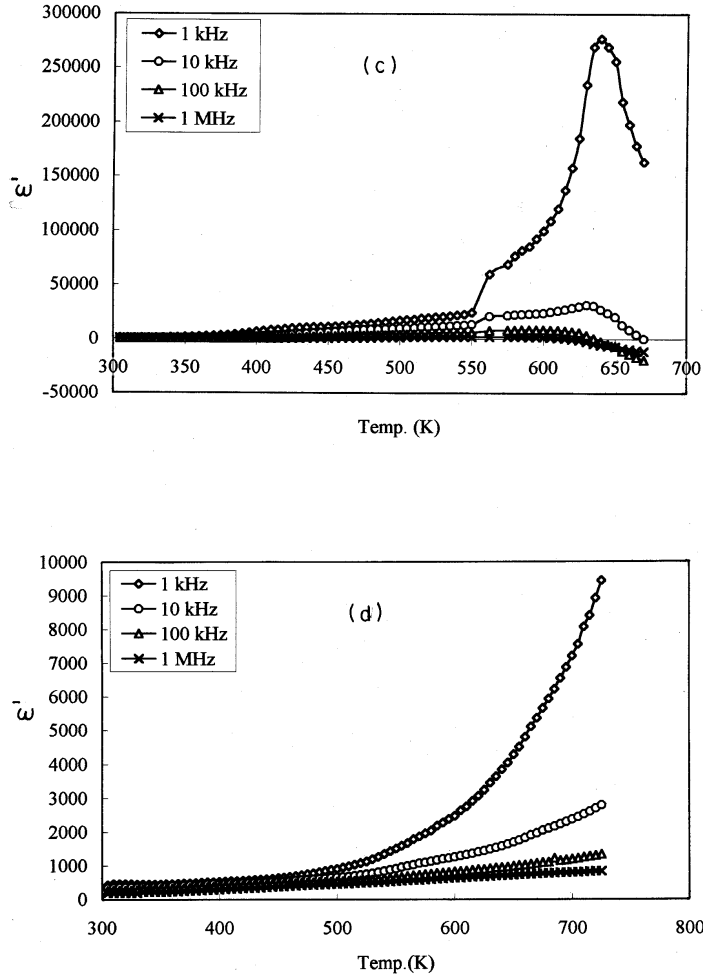 300000
250000
200000
150000
100000
50000
0
-50000
ε'
1 kHz
10 kHz
100 kHz
1 MHz
(c)
300 350 400 450 500 550 600 650 700
Temp. (K)
10000
9000
8000
7000
6000
5000
4000
3000
2000
1000
0
ε'
1 kHz
10 kHz
100 kHz
1 MHz
(d)
300 400 500 600 700 800
Temp.(K)